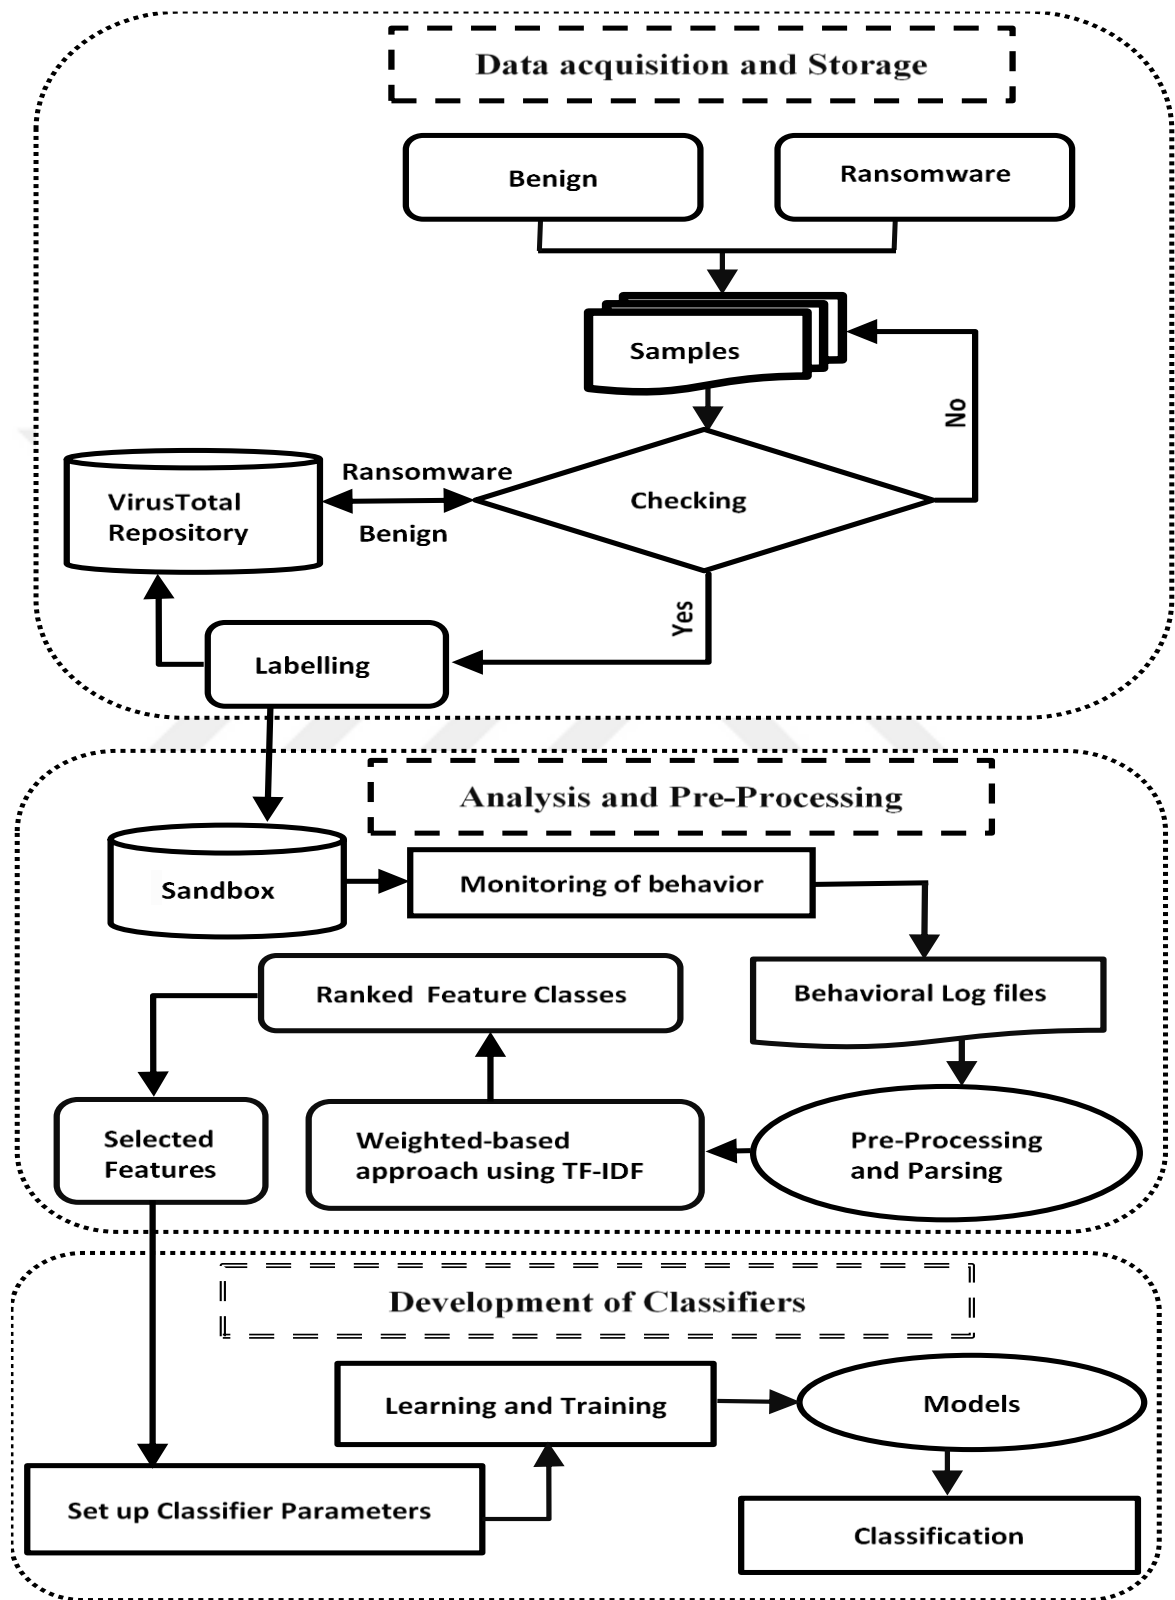 Data acquisition and Storage
Benign
Ransomware
Samples
No
Ransomware
VirusTotal
Repository
Checking
Benign
Yes
Labelling
Analysis and Pre-Processing
Sandbox
Monitoring of behavior
Ranked Feature Classes
Behavioral Log files
Selected
Features
Weighted-based
approach using TF-IDF
Pre-Processing
and Parsing
Development of Classifiers
Learning and Training
Models
Set up Classifier Parameters
Classification